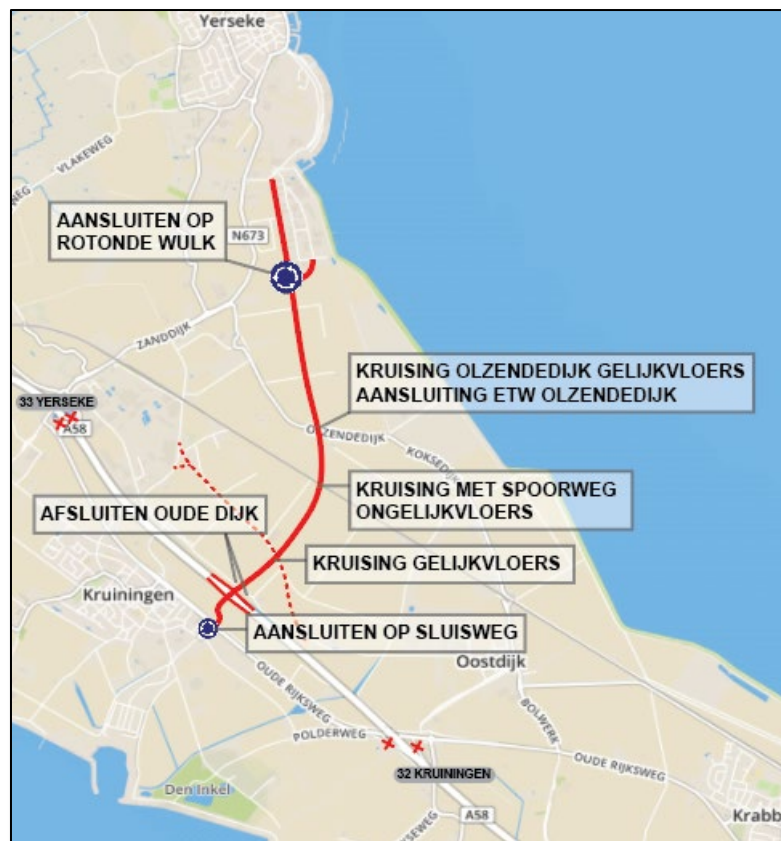 Yerseke
VLAKEWEG
WEG
AANSLUITEN OP
ROTONDE WULK
N673
ZANDDIJK
KRUISING OLZENDEDIJK GELIJKVLOERS
AANSLUITING ETW OLZENDEDIJK
33 YERSEKE
A58
OLZENDEDIJK
KOKSEDIJK
KRUISING MET SPOORWEG
ONGELIJKVLOERS
AFSLUITEN OUDE DIJK
KRUISING GELIJKVLOERS
Kruiningen
AANSLUITEN OP SLUISWEG
Oostdijk
OUDE RIJKSWEG
BOLWERK
POLDERWEG
OUDE RIJKSWEG
32 KRUININGEN
Den Inkel
A58
Krabb
SEWEG